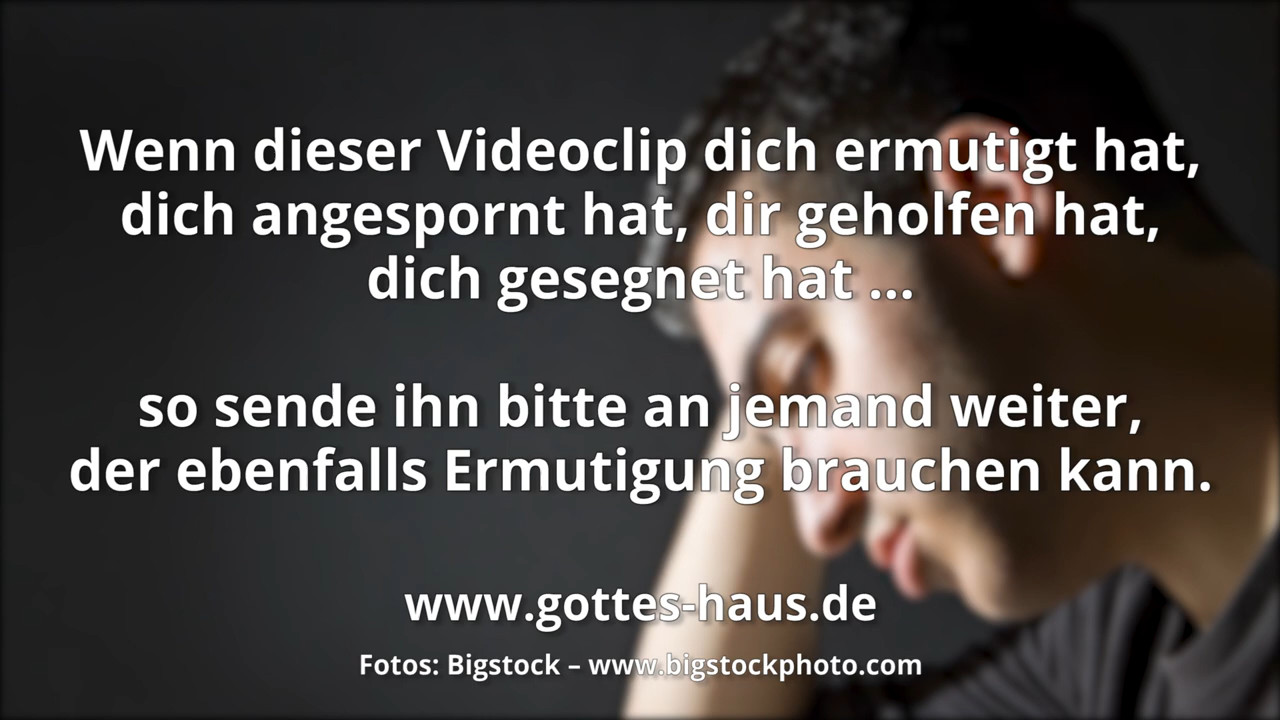 Wenn dieser Videoclip dich ermutigt hat,
dich angespornt hat, dir geholfen hat,
dich gesegnet hat ...
so sende ihn bitte an jemand weiter,
der ebenfalls Ermutigung brauchen kann.
www.gottes-haus.de
Fotos: Bigstock – www.bigstockphoto.com